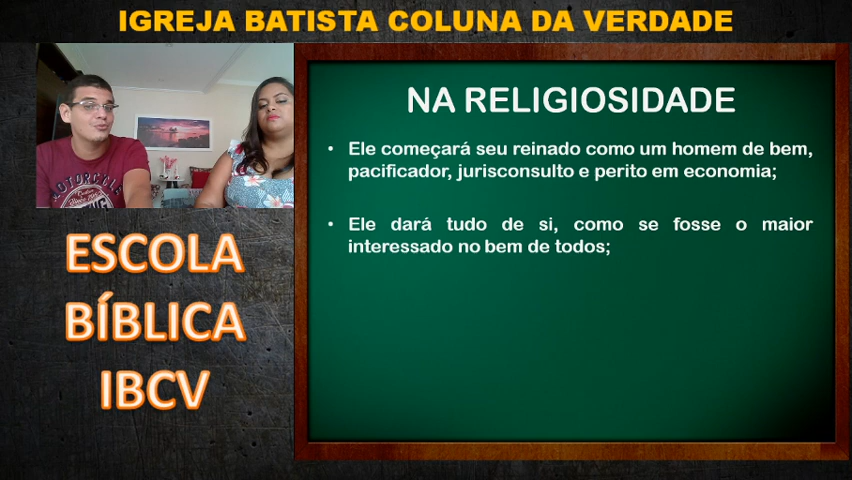 IGREJA BATISTA COLUNA DA VERDADE
NA RELIGIOSIDADE
• Ele começará seu reinado como um homem de bem,
pacificador, jurisconsulto e perito em economia;
• Ele dará tudo de si, como se fosse o maior
interessado no bem de todos;
MOTORCYCLE
ESCOLA
BÍBLICA
IBCV